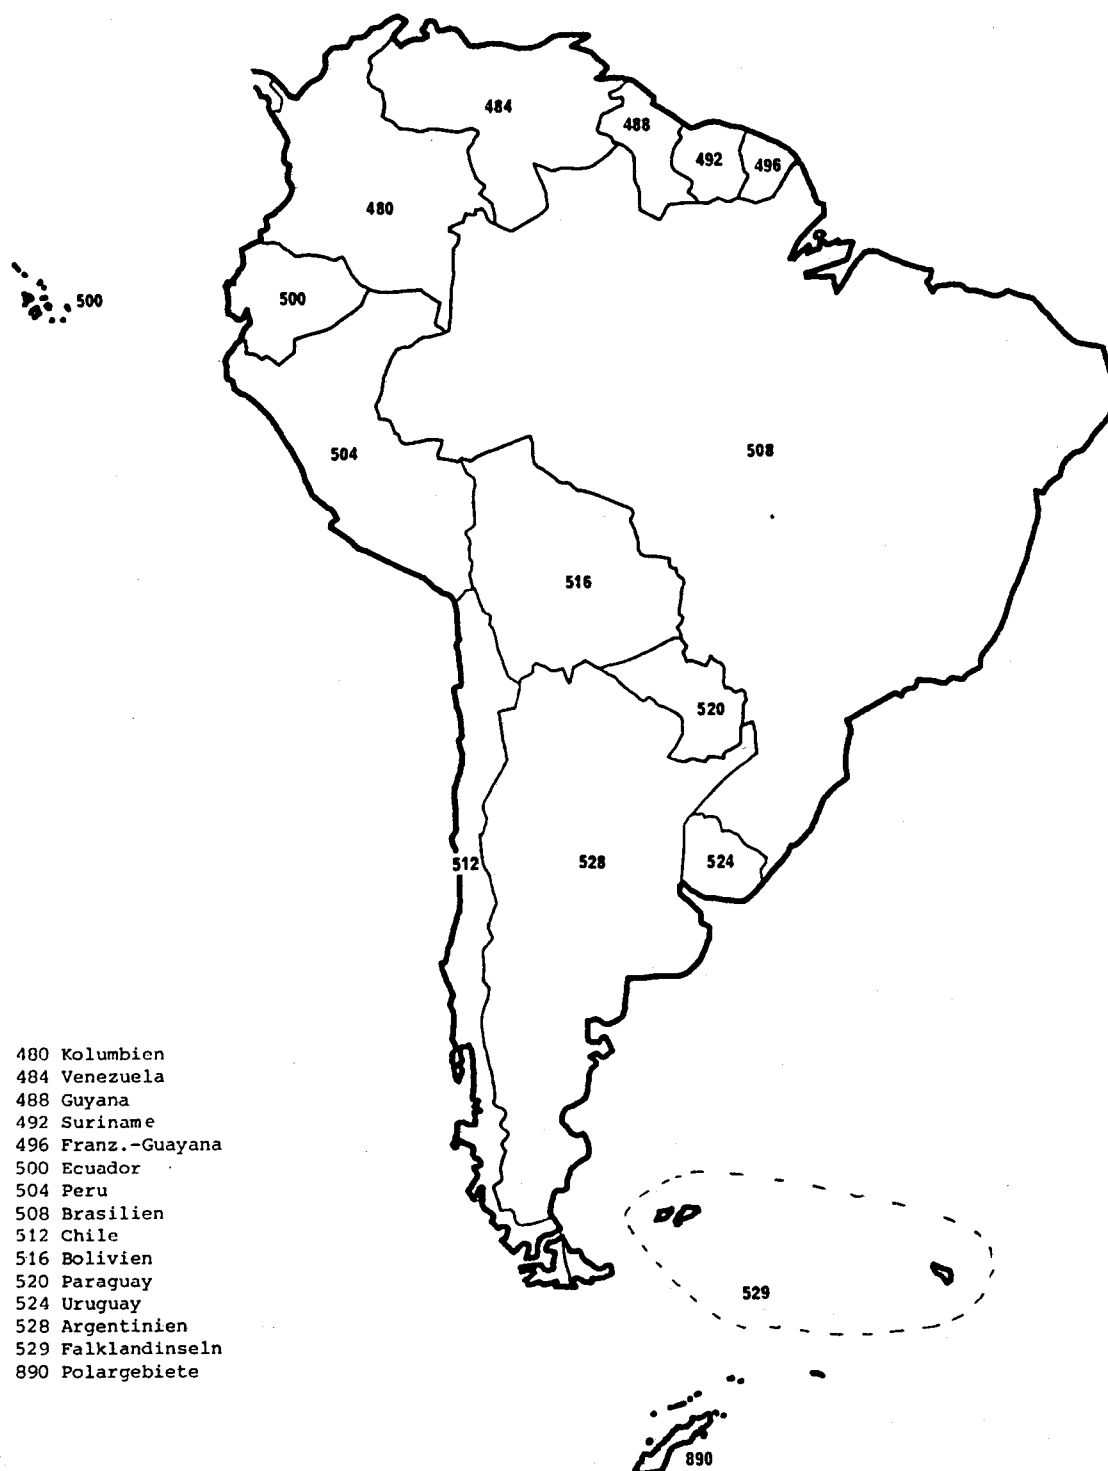 484
488
492
496
480
500
500
504
508
516
520
512
528
524
480 Kolumbien
484 Venezuela
488 Guyana
492 Suriname
496 Franz.-Guayana
500 Ecuador
504 Peru
508 Brasilien
512 Chile
516 Bolivien
520 Paraguay
524 Uruguay
528 Argentinien
529 Falklandinseln
890 Polargebiete
529
890